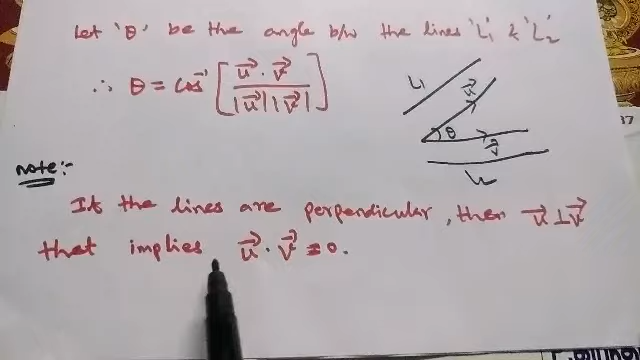 Let 'θ' be the angle b/w the lines 'L₁' & 'L₂'
∴ θ = cos⁻¹ [ u⃗ · v⃗ / |u⃗| |v⃗| ]
L₁
u⃗
θ
v⃗
L₂
37
note:-
If the lines are perpendicular, then u⃗ ⊥ v⃗
that implies u⃗ · v⃗ = 0.